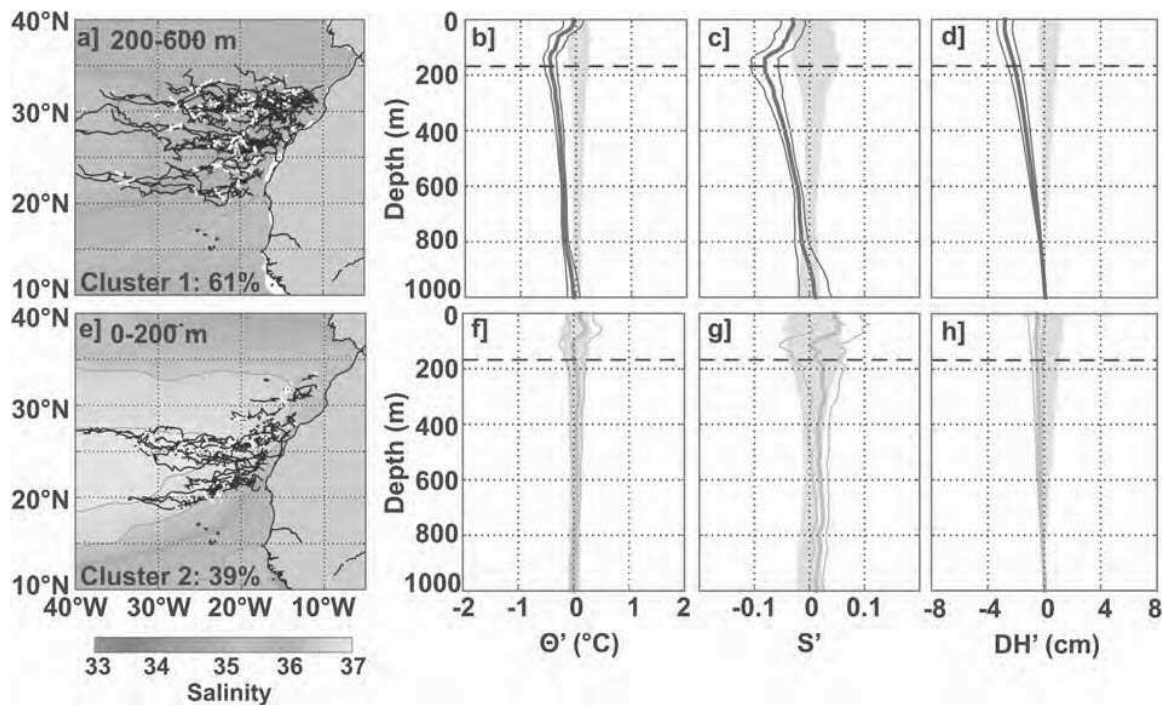 40°N
30°N
20°N
10°N
a] 200-600 m
Cluster 1: 61%
Depth (m)
0
200
400
600
800
1000
b]
c]
d]
40°N
30°N
20°N
10°N
e] 0-200 m
Cluster 2: 39%
40°W 30°W 20°W 10°W
Depth (m)
0
200
400
600
800
1000
f]
g]
h]
-2 -1 0 1 2
-0.1 0 0.1
-8 -4 0 4 8
Θ’ (°C)
S’
DH’ (cm)
33 34 35 36 37
Salinity